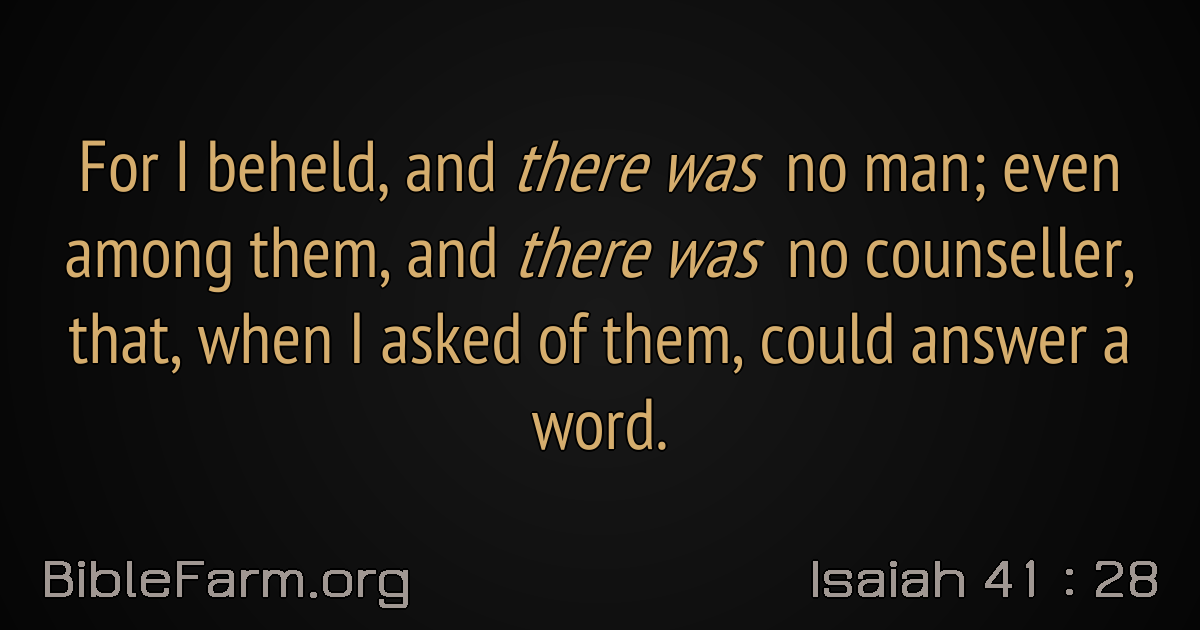 For I beheld, and there was no man; even
among them, and there was no counseller,
that, when I asked of them, could answer a
word.
BibleFarm.org
Isaiah 41 : 28